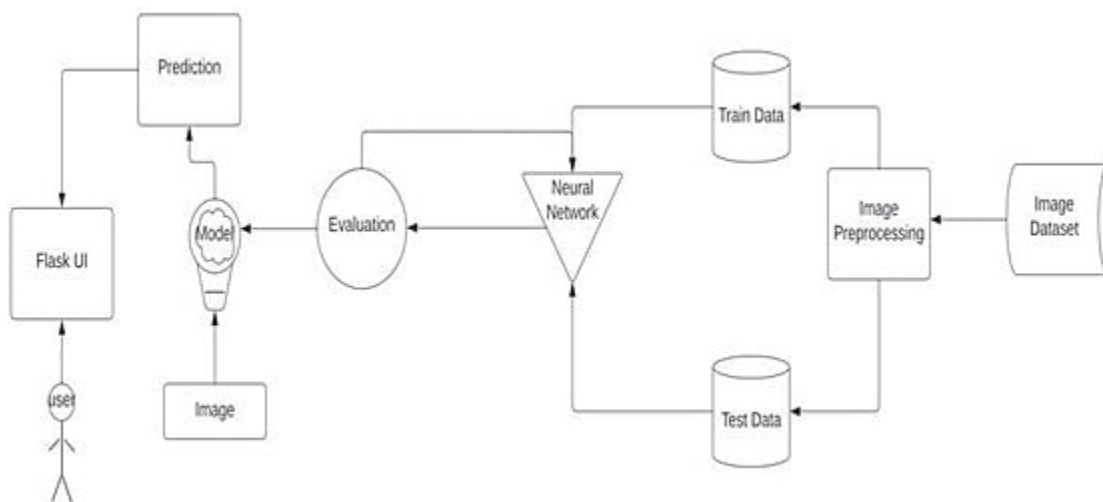 Prediction
Train Data
Neural
Network
Image
Preprocessing
Image
Dataset
Evaluation
Model
Flask UI
user
Image
Test Data